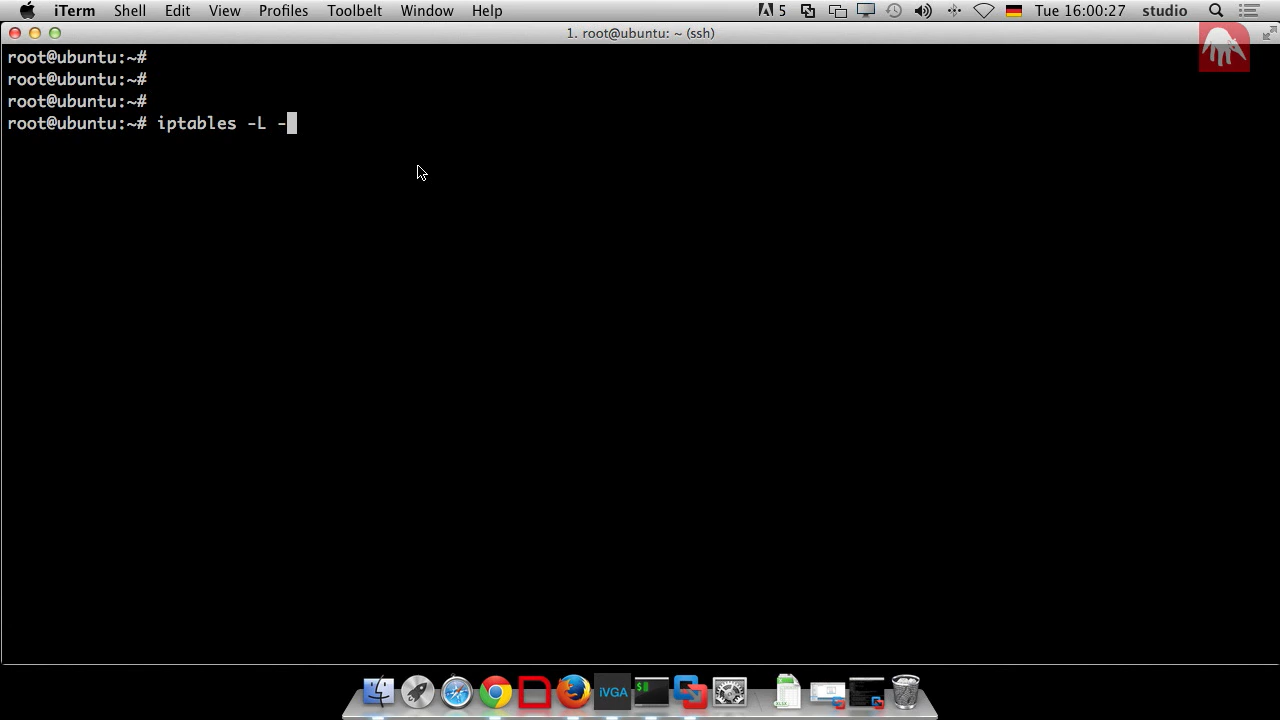 iTerm Shell Edit View Profiles Toolbelt Window Help 5 Tue 16:00:27 studio
1. root@ubuntu: ~ (ssh)
root@ubuntu:~#
root@ubuntu:~#
root@ubuntu:~#
root@ubuntu:~# iptables -L -
iVGA
$
XLSX